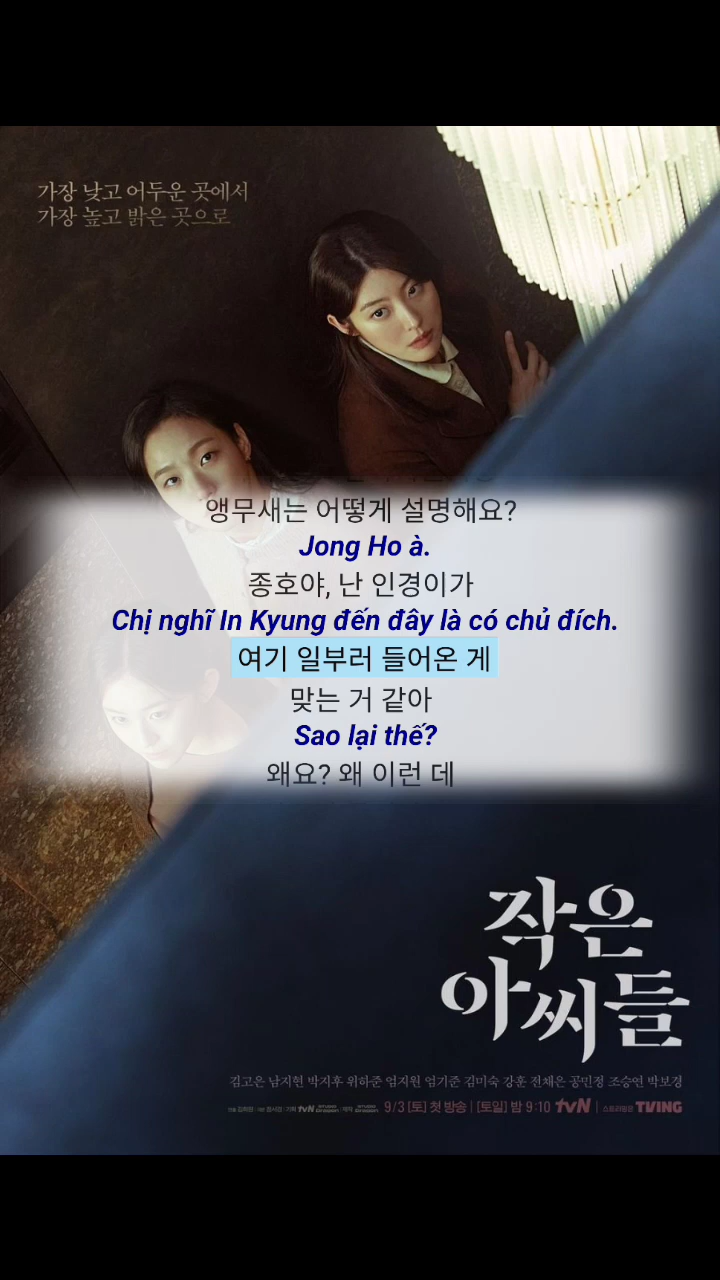 가장 낮고 어두운 곳에서
가장 높고 밝은 곳으로
앵무새는 어떻게 설명해요?
Jong Ho à.
종호야, 난 인경이가
Chị nghĩ In Kyung đến đây là có chủ đích.
여기 일부러 들어온 게
맞는 거 같아
Sao lại thế?
왜요? 왜 이런 데
작은
아씨들
김고은 남지현 박지후 위하준 엄지원 엄기준 김미숙 강훈 전채은 공민정 조승연 박보경
9/3 [토] 첫 방송 | [토일] 밤 9:10 tvN | 스트리밍은 TVING